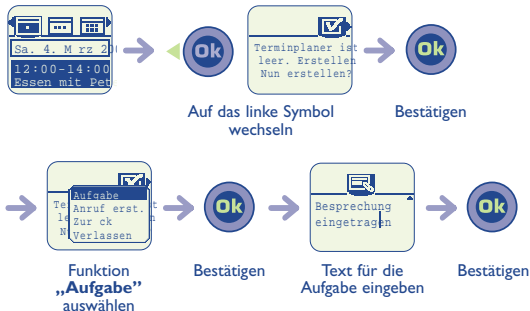 Sa. 4. M rz 20
12:00-14:00
Essen mit Pet
Ok
Terminplaner ist
leer. Erstellen
Nun erstellen?
Ok
Auf das linke Symbol
wechseln
Bestätigen
Aufgabe
Anruf erst.
Zur ck
Verlassen
Ok
Besprechung
eingetragen
Ok
Funktion
„Aufgabe”
auswählen
Bestätigen
Text für die
Aufgabe eingeben
Bestätigen